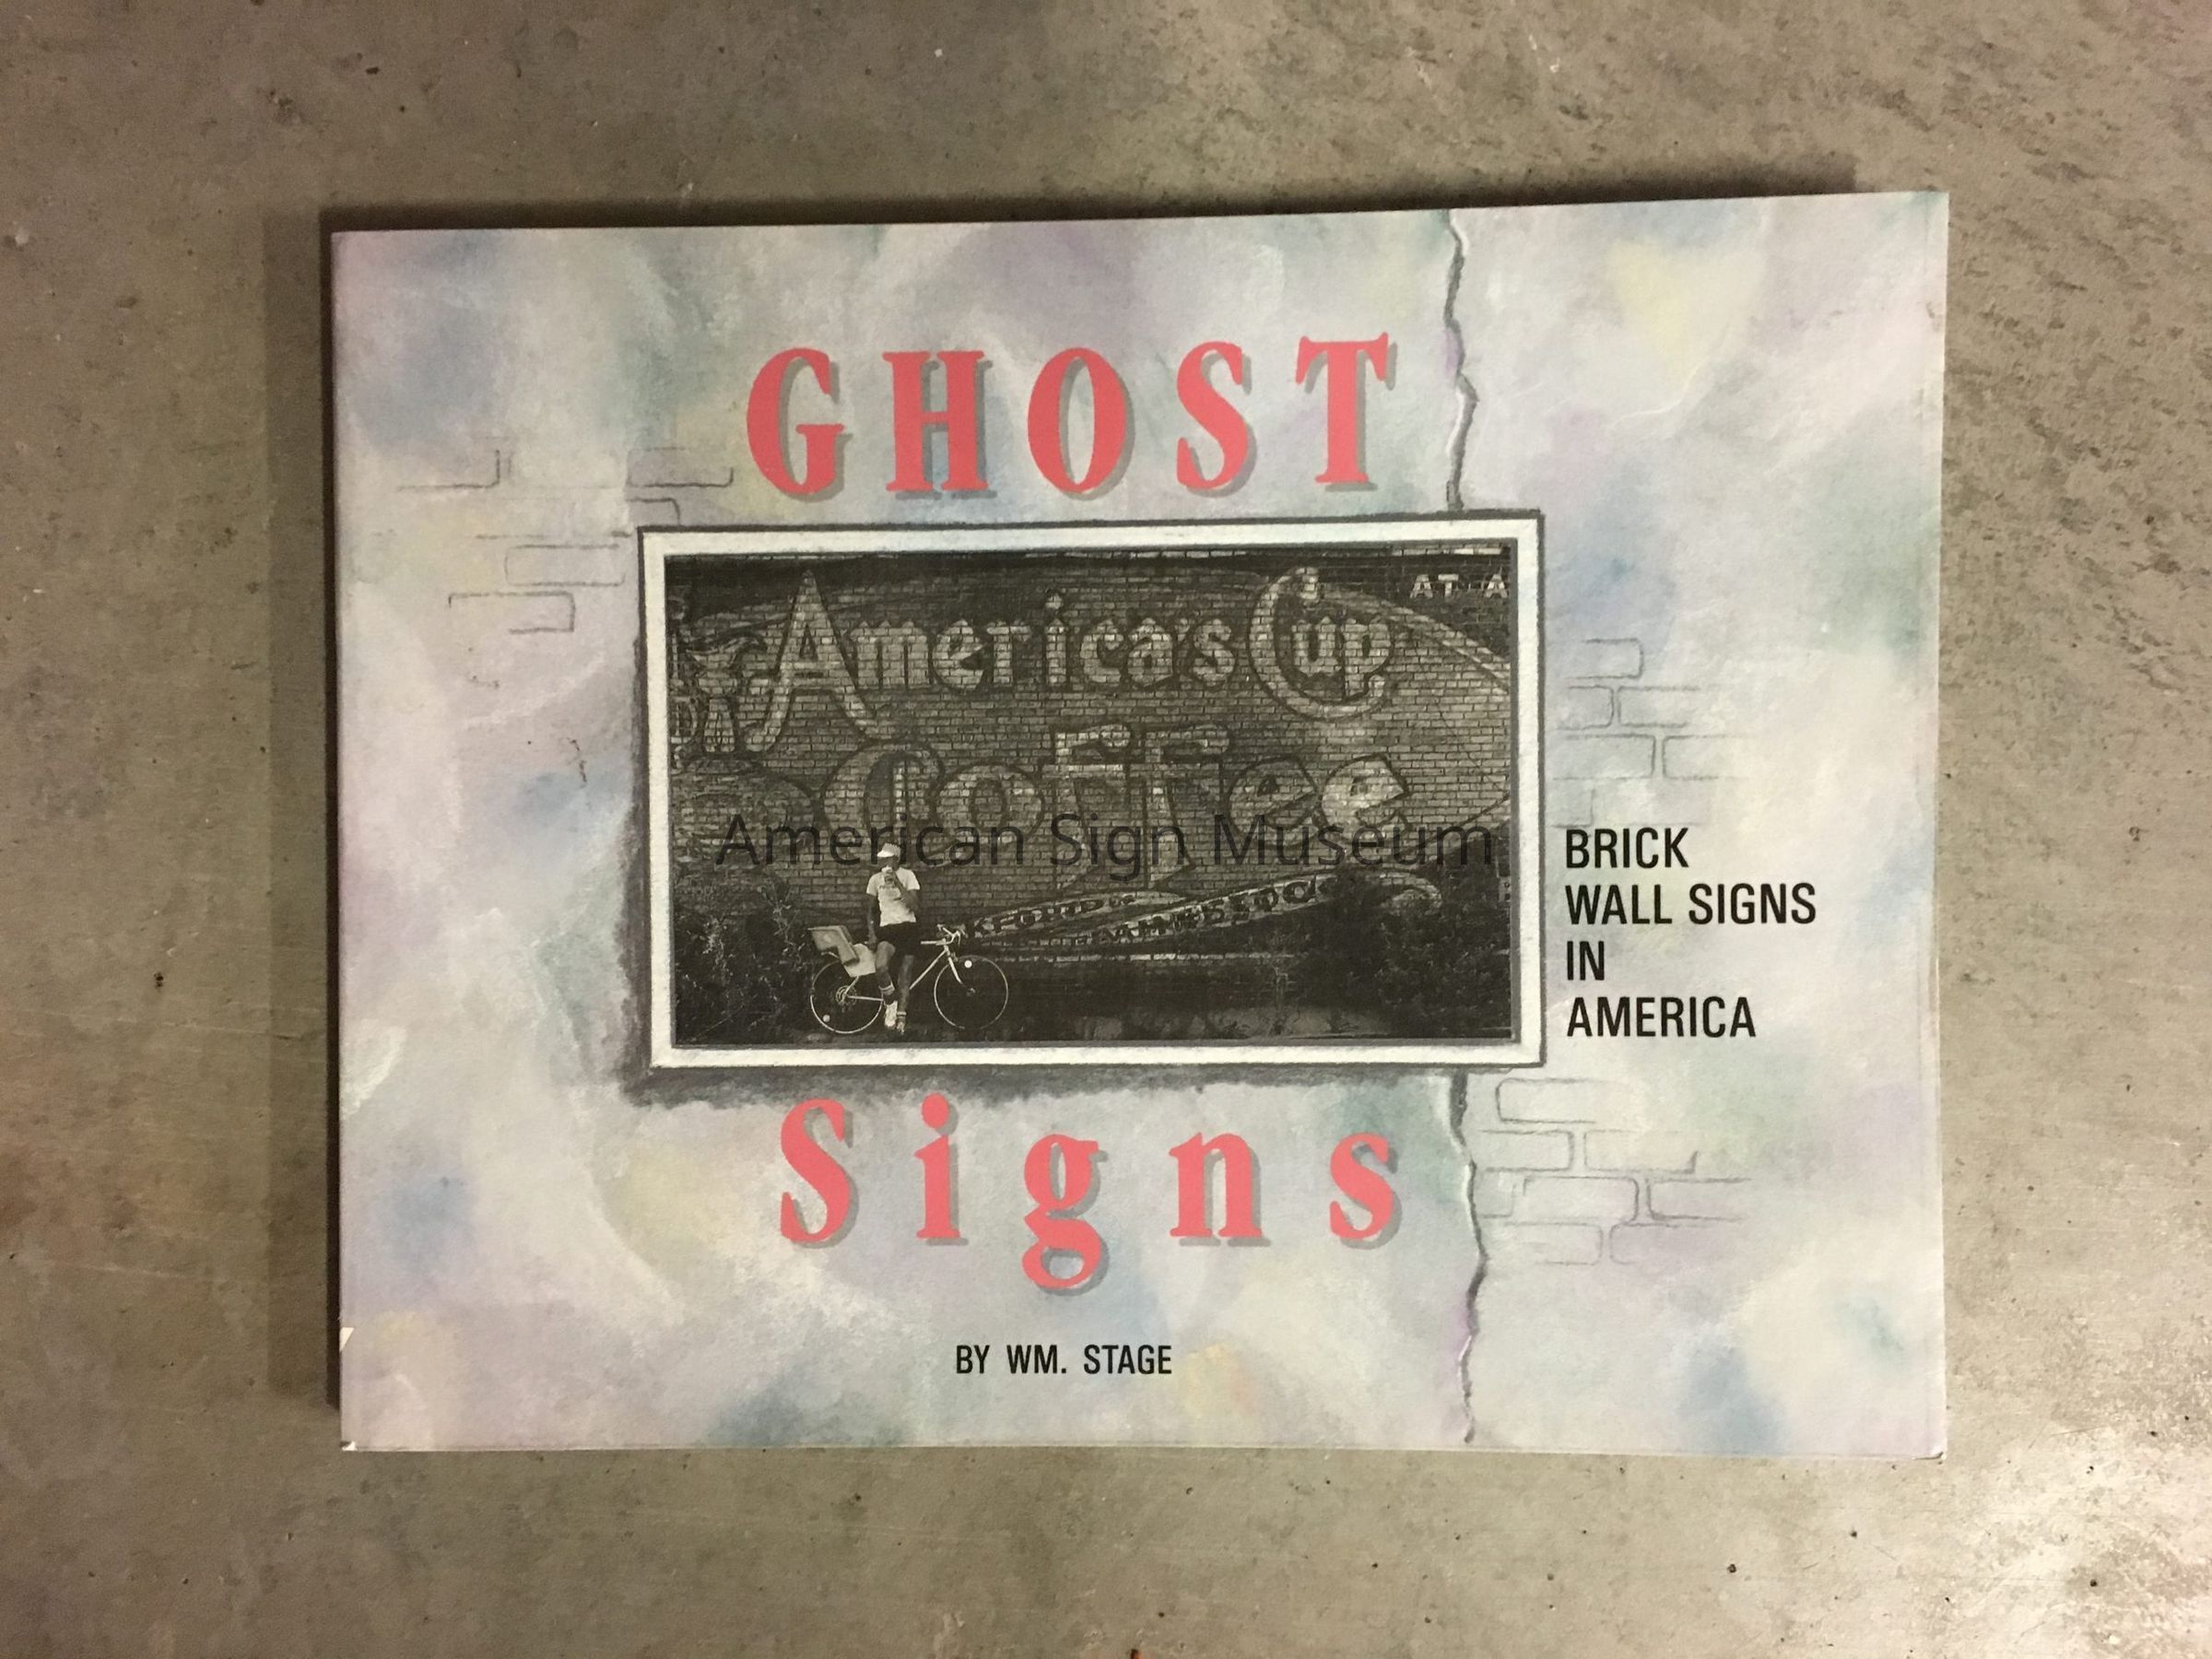 GHOST
AT A
America's Cup
Coffee
American Sign Museum
BRICK
WALL SIGNS
IN
AMERICA
Signs
BY WM. STAGE